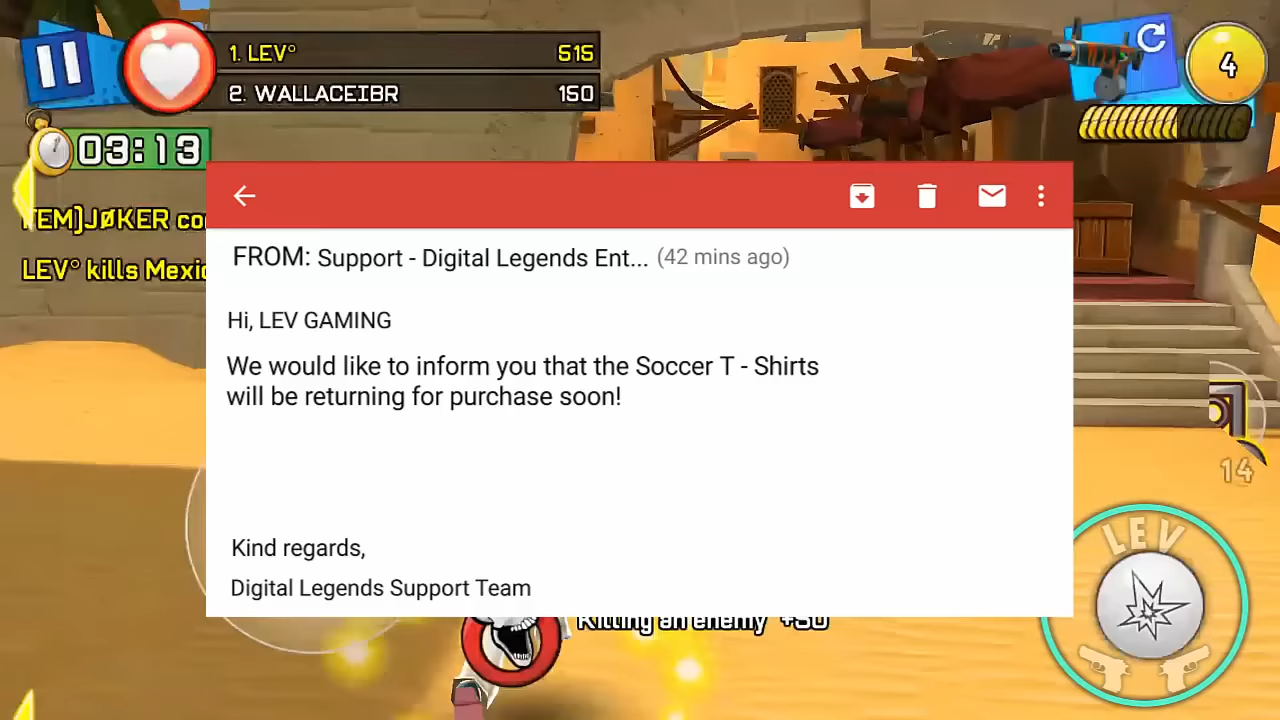 1. LEV° 515
2. WALLACEIBR 150
4
03:13
TEM]JØKER
LEV° kills
FROM: Support - Digital Legends Ent... (42 mins ago)
Hi, LEV GAMING
We would like to inform you that the Soccer T - Shirts
will be returning for purchase soon!
14
LEV
Kind regards,
Digital Legends Support Team
Killing an enemy +50